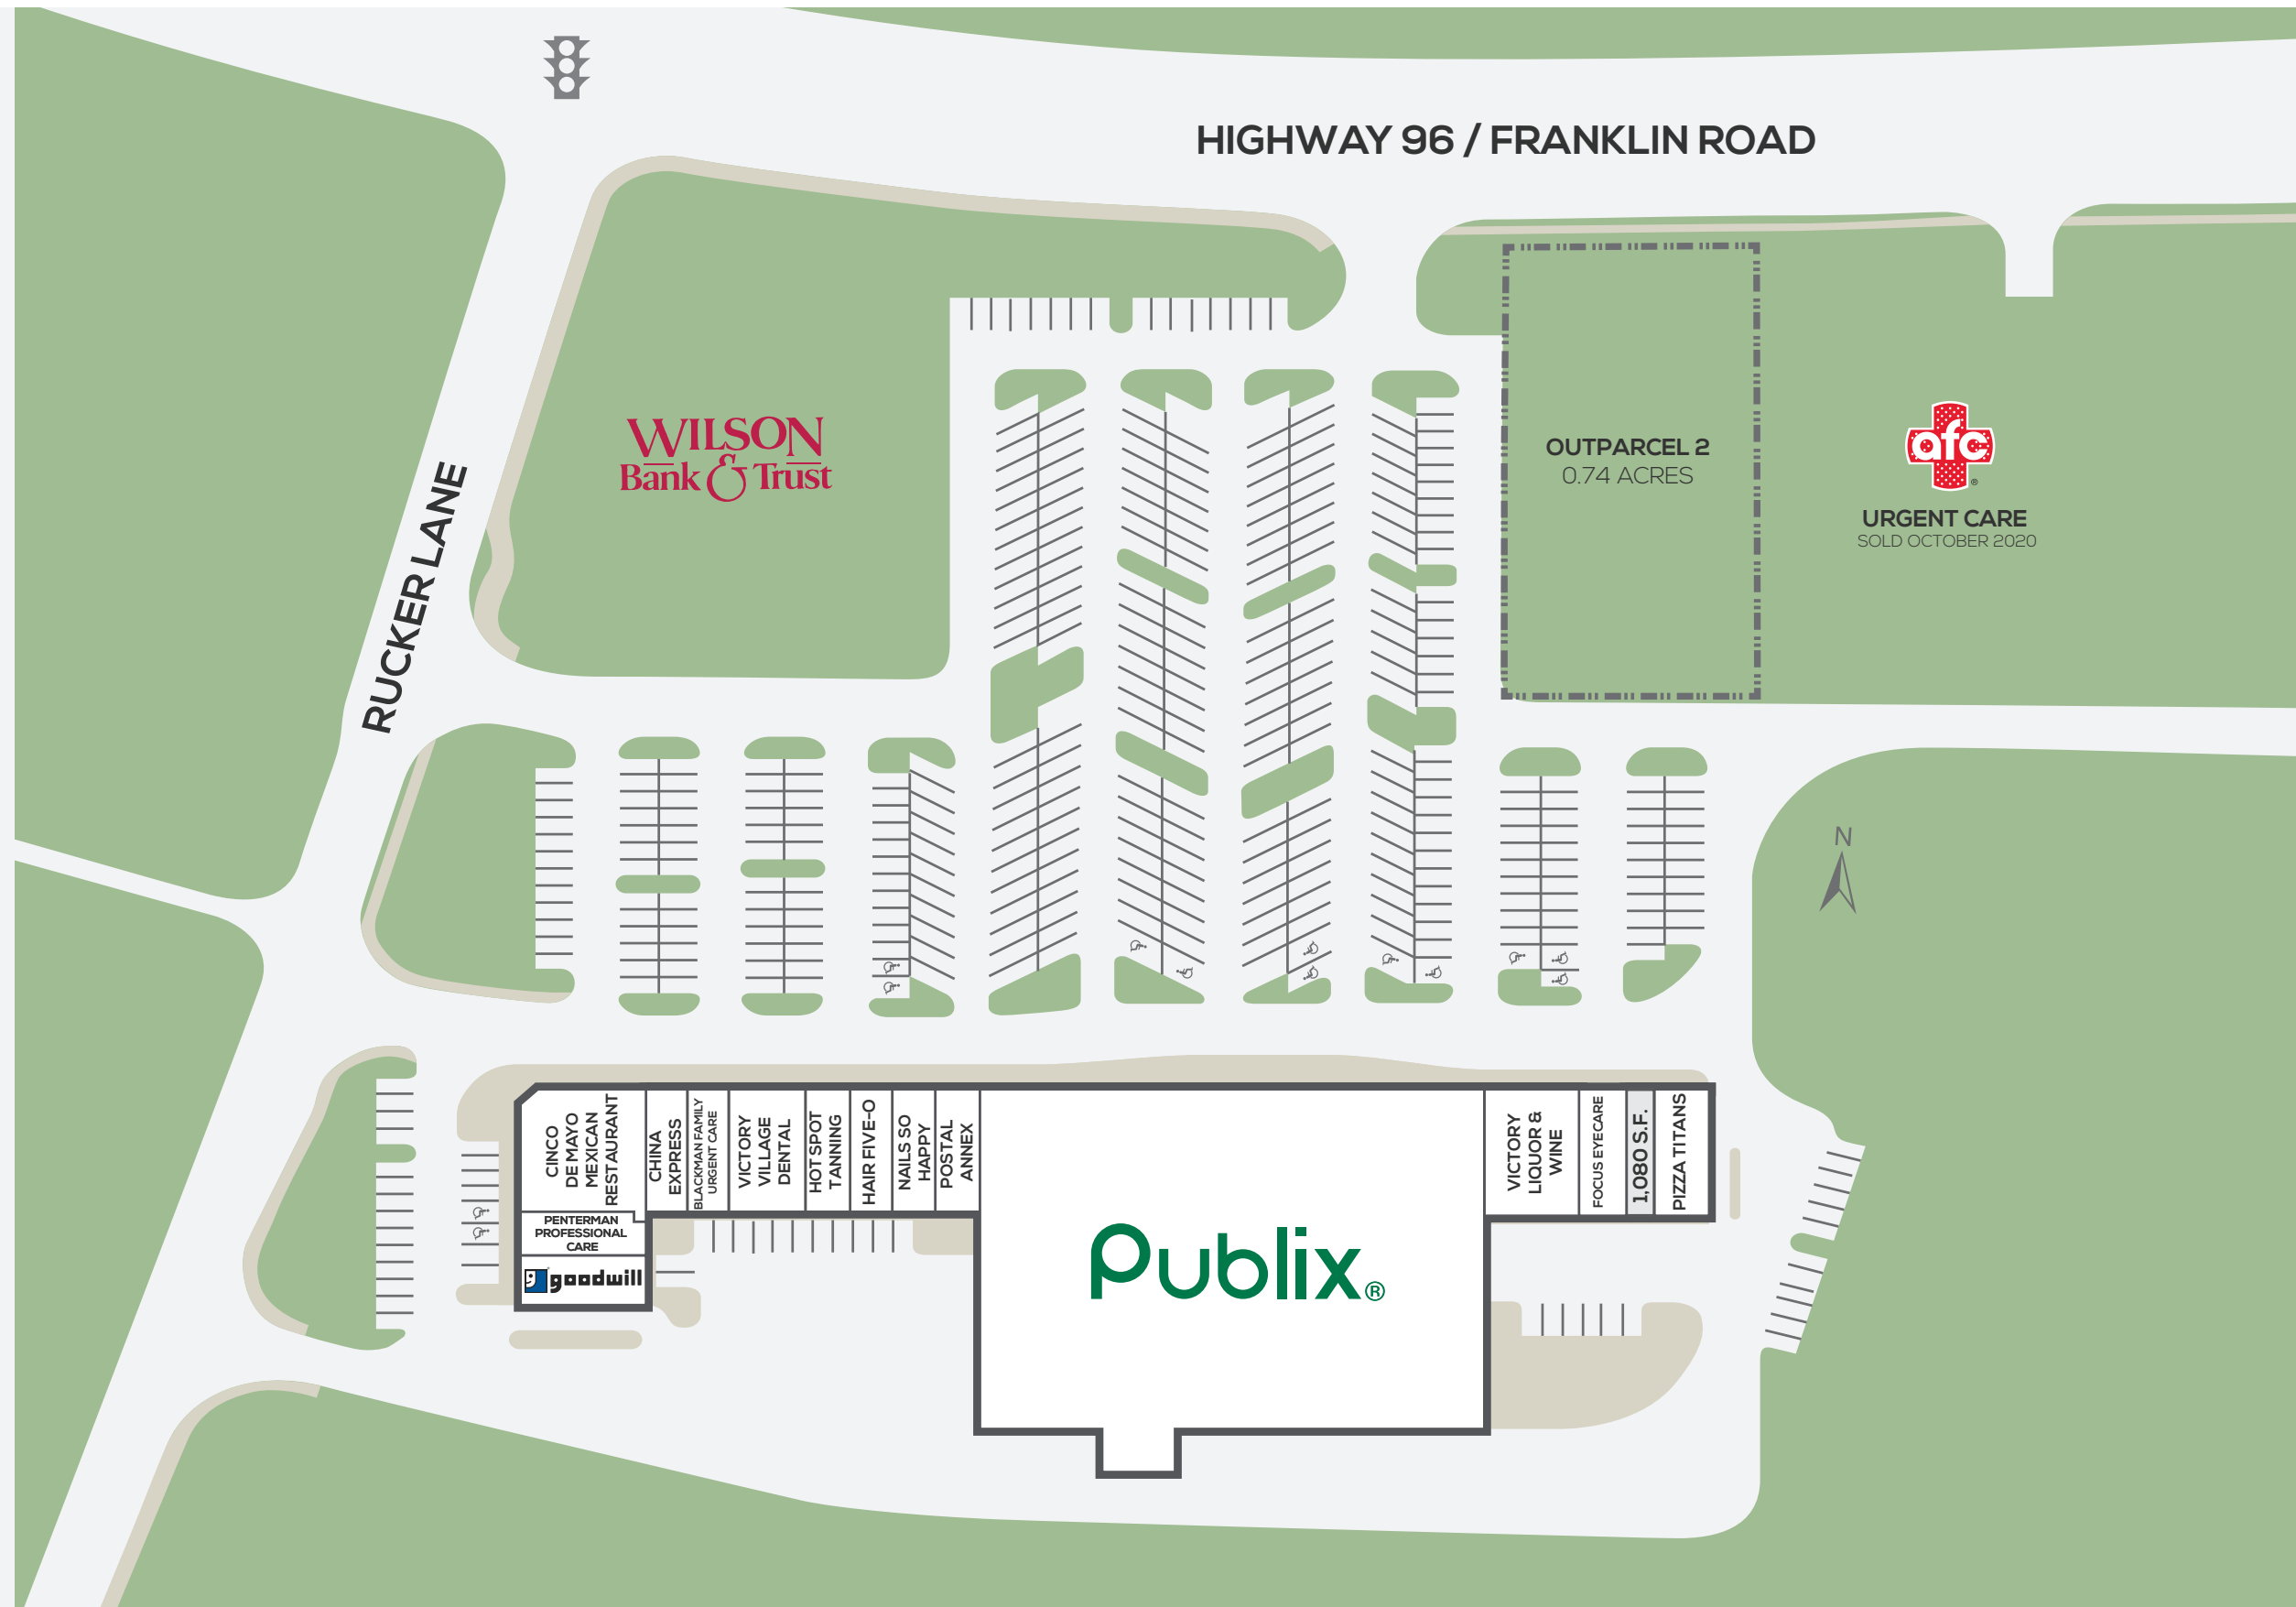 HIGHWAY 96 / FRANKLIN ROAD
RUCKER LANE
WILSON
Bank & Trust
OUTPARCEL 2
0.74 ACRES
afc®
URGENT CARE
SOLD OCTOBER 2020
N
CINCO
DE MAYO
MEXICAN
RESTAURANT
CHINA
EXPRESS
BLACKMAN FAMILY
URGENT CARE
VICTORY
VILLAGE
DENTAL
HOT SPOT
TANNING
HAIR FIVE-O
NAILS SO
HAPPY
POSTAL
ANNEX
VICTORY
LIQUOR &
WINE
FOCUS EYECARE
1,080 S.F.
PIZZA TITANS
PENTERMAN
PROFESSIONAL
CARE
goodwill
Publix®